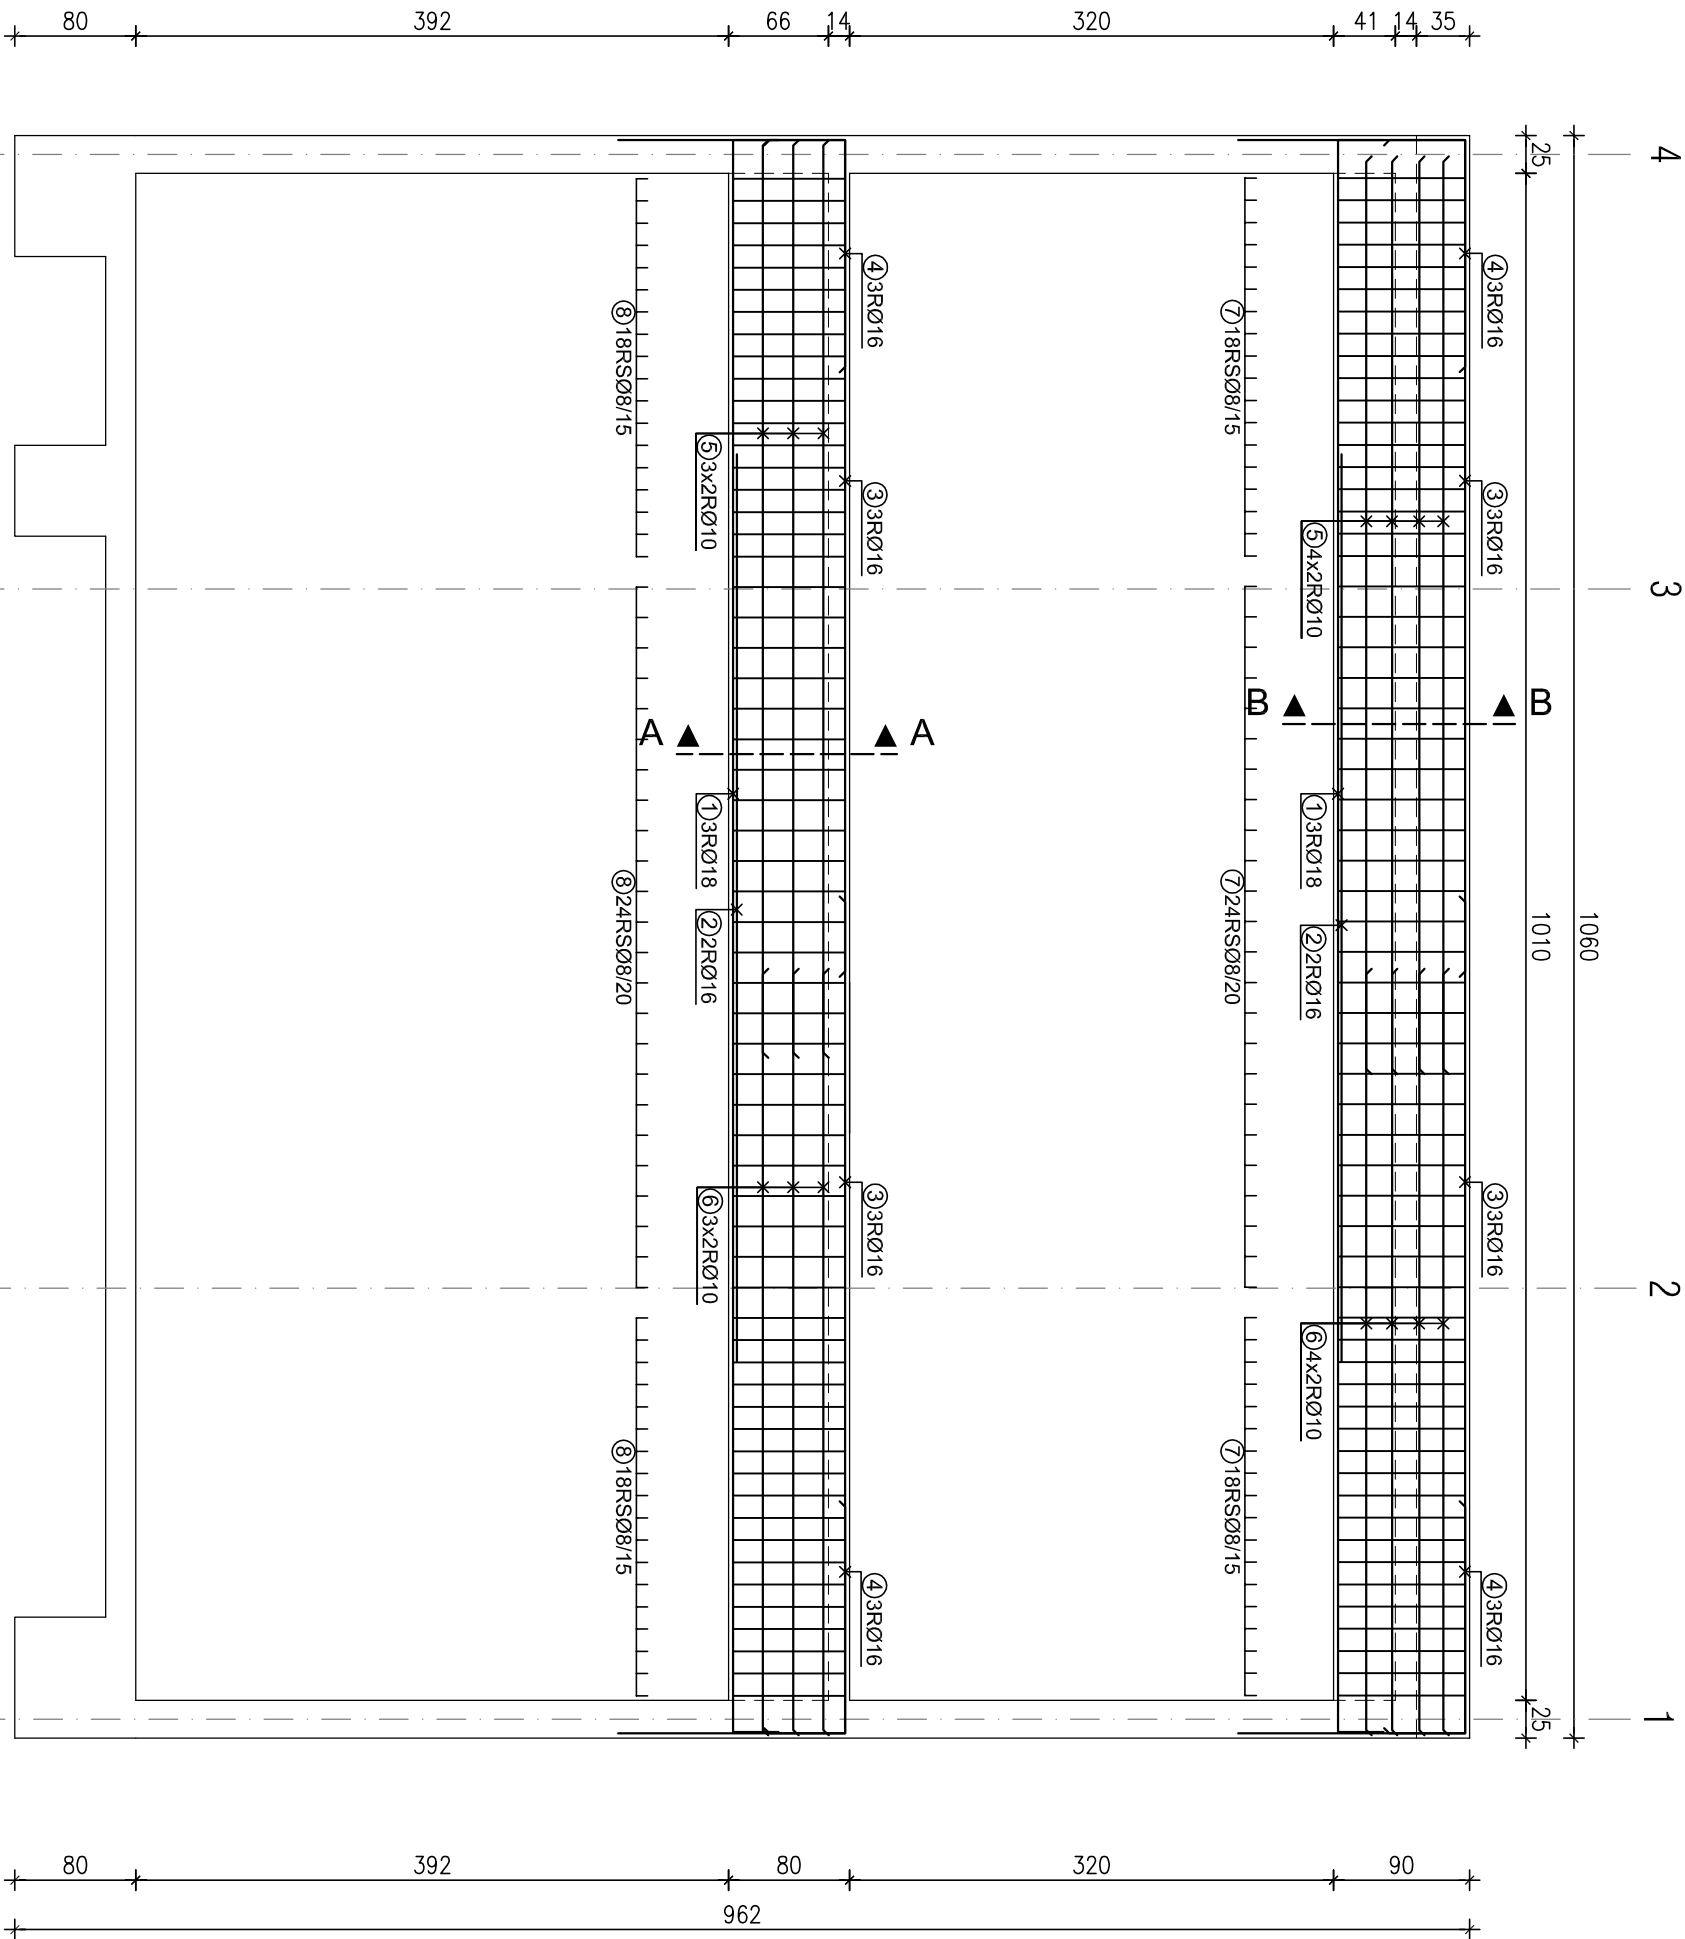 80 392 66 14 320 41 14 35
4 3 2 1
25 1010 25
1060
④3RØ16
③3RØ16
③3RØ16
④3RØ16
⑤4x2RØ10
B B
①3RØ18
②2RØ16
⑥4x2RØ10
⑦18RSØ8/15
⑦24RSØ8/20
⑦18RSØ8/15
④3RØ16
③3RØ16
③3RØ16
④3RØ16
⑤3x2RØ10
A A
①3RØ18
②2RØ16
⑥3x2RØ10
⑧18RSØ8/15
⑧24RSØ8/20
⑧18RSØ8/15
80 392 80 320 90
962